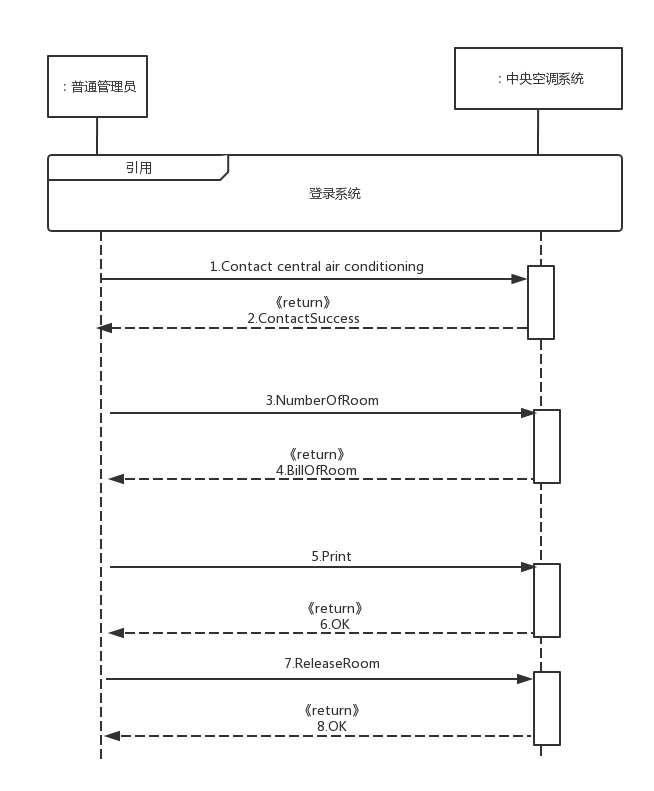 : 普通管理员
: 中央空调系统
引用
登录系统
1.Contact central air conditioning
《return》
2.ContactSuccess
3.NumberOfRoom
《return》
4.BillOfRoom
5.Print
《return》
6.OK
7.ReleaseRoom
《return》
8.OK